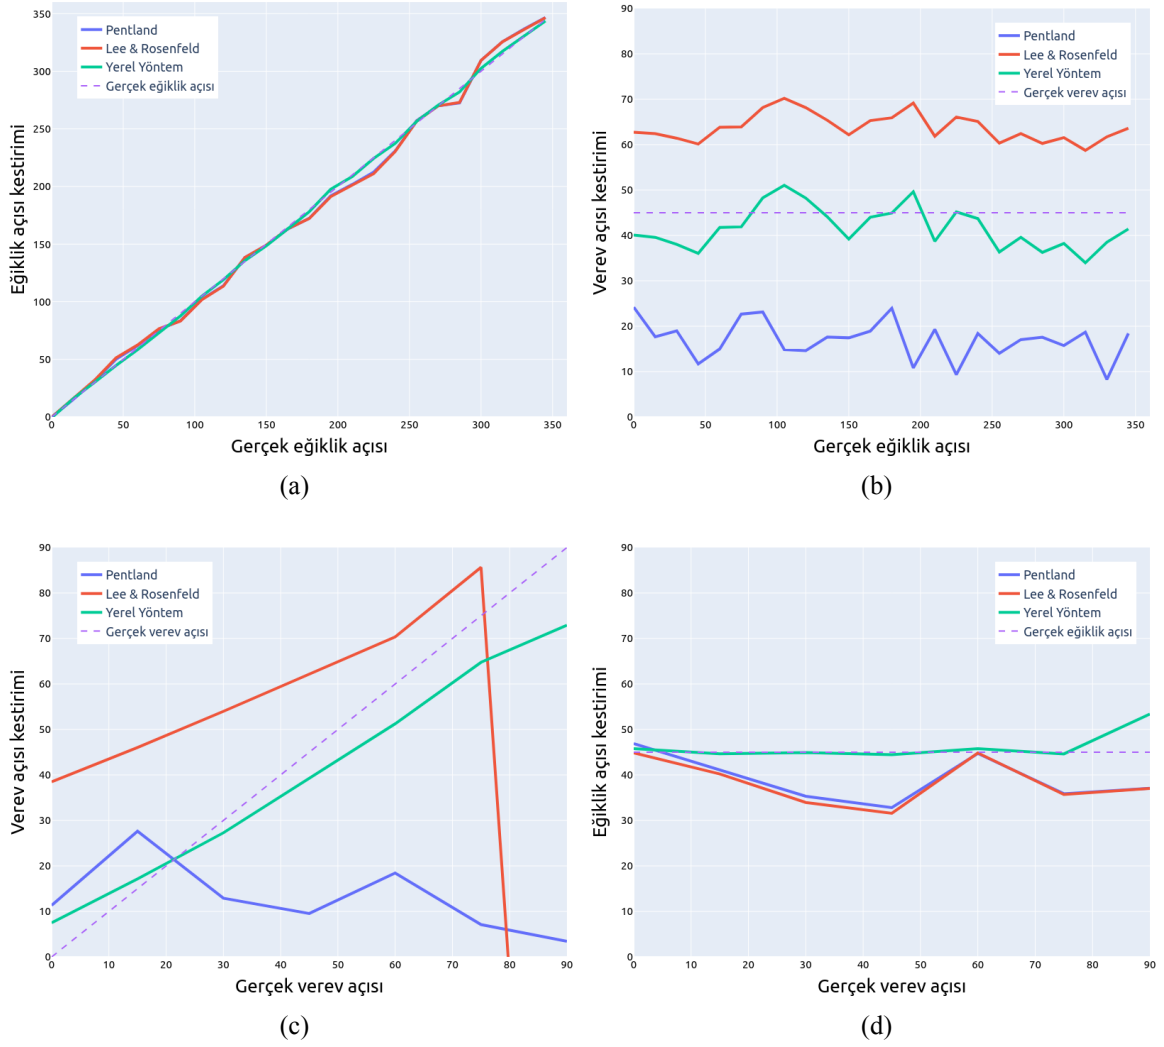 Pentland
Lee & Rosenfeld
Yerel Yöntem
Gerçek eğiklik açısı
350
300
250
200
150
100
50
0
0 50 100 150 200 250 300 350
Eğiklik açısı kestirimi
Gerçek eğiklik açısı
(a)
Pentland
Lee & Rosenfeld
Yerel Yöntem
Gerçek verev açısı
90
80
70
60
50
40
30
20
10
0
0 50 100 150 200 250 300 350
Verev açısı kestirimi
Gerçek eğiklik açısı
(b)
Pentland
Lee & Rosenfeld
Yerel Yöntem
Gerçek verev açısı
90
80
70
60
50
40
30
20
10
0
0 10 20 30 40 50 60 70 80 90
Verev açısı kestirimi
Gerçek verev açısı
(c)
Pentland
Lee & Rosenfeld
Yerel Yöntem
Gerçek eğiklik açısı
90
80
70
60
50
40
30
20
10
0
0 10 20 30 40 50 60 70 80 90
Eğiklik açısı kestirimi
Gerçek verev açısı
(d)